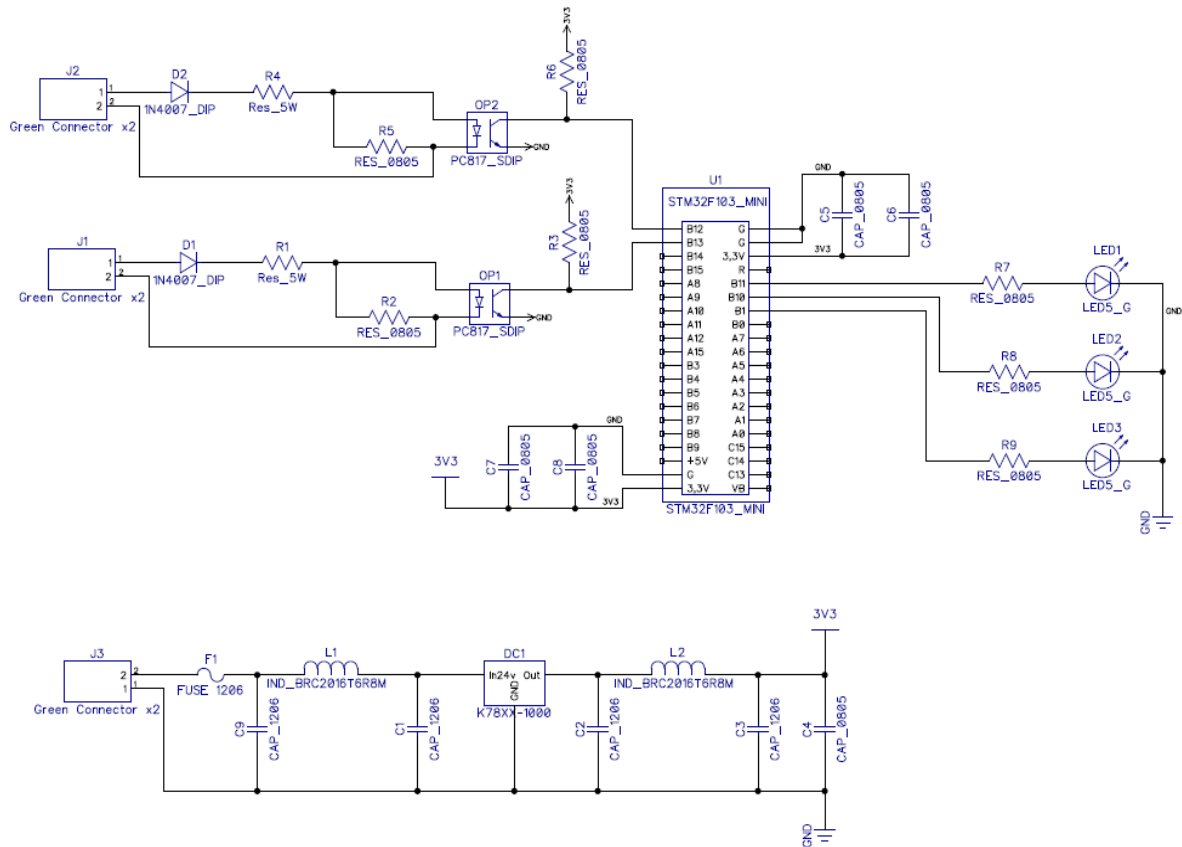 J2
1 1
2 2
Green Connector x2
D2
1N4007_DIP
R4
Res_5W
R5
RES_0805
OP2
PC817_SDIP
GND
3V3
R6
RES_0805
J1
1 1
2 2
Green Connector x2
D1
1N4007_DIP
R1
Res_5W
R2
RES_0805
OP1
PC817_SDIP
GND
3V3
R3
RES_0805
U1
STM32F103_MINI
B12 G
B13 G
B14 3,3V
B15 R
A8 B11
A9 B10
A10 B1
A11 B0
A12 A7
A15 A6
B3 A5
B4 A4
B5 A3
B6 A2
B7 A1
B8 A0
B9 C15
+5V C14
G C13
3,3V VB
STM32F103_MINI
GND
C5
CAP_0805
C6
CAP_0805
3V3
R7
RES_0805
LED1
LED5_G
GND
R8
RES_0805
LED2
LED5_G
R9
RES_0805
LED3
LED5_G
GND
3V3
GND
C7
CAP_0805
C8
CAP_0805
3V3
J3
2 2
1 1
Green Connector x2
F1
FUSE 1206
C9
CAP_1206
L1
IND_BRC2016T6R8M
C1
CAP_1206
DC1
In24v Out
GND
K78XX-1000
C2
CAP_1206
L2
IND_BRC2016T6R8M
C3
CAP_1206
3V3
C4
CAP_0805
GND